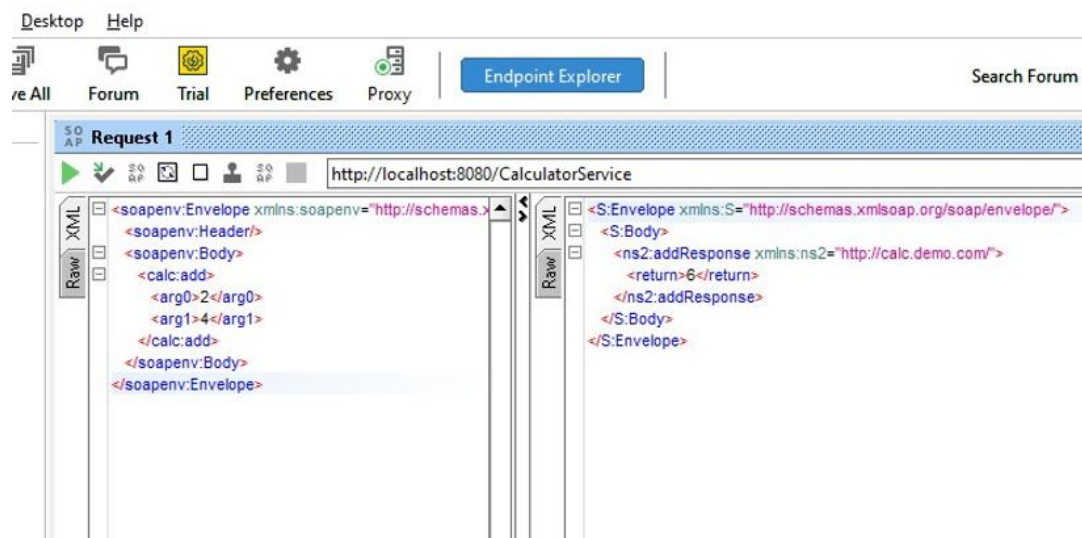 Desktop Help
ve All Forum Trial Preferences Proxy Endpoint Explorer Search Forum
SOAP Request 1
SOAP SOAP http://localhost:8080/CalculatorService
XML
Raw
<soapenv:Envelope xmlns:soapenv="http://schemas.x
<soapenv:Header/>
<soapenv:Body>
<calc:add>
<arg0>2</arg0>
<arg1>4</arg1>
</calc:add>
</soapenv:Body>
</soapenv:Envelope>
XML
Raw
<S:Envelope xmlns:S="http://schemas.xmlsoap.org/soap/envelope/">
<S:Body>
<ns2:addResponse xmlns:ns2="http://calc.demo.com/">
<return>6</return>
</ns2:addResponse>
</S:Body>
</S:Envelope>